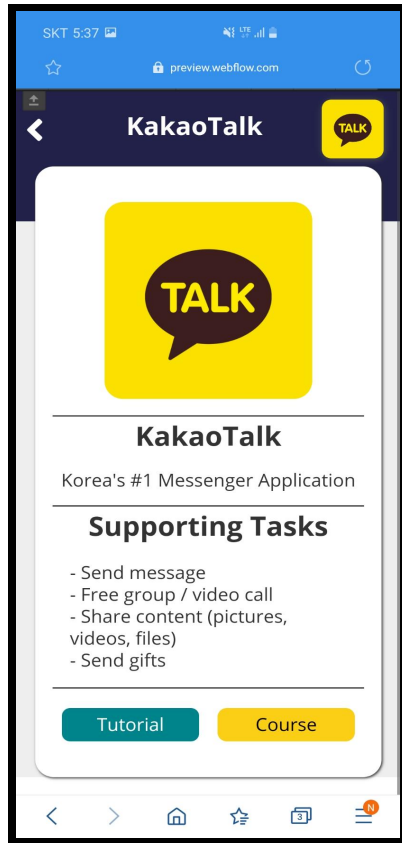 SKT 5:37
LTE
preview.webflow.com
KakaoTalk
TALK
TALK
KakaoTalk
Korea's #1 Messenger Application
Supporting Tasks
- Send message
- Free group / video call
- Share content (pictures,
videos, files)
- Send gifts
Tutorial
Course
3
N